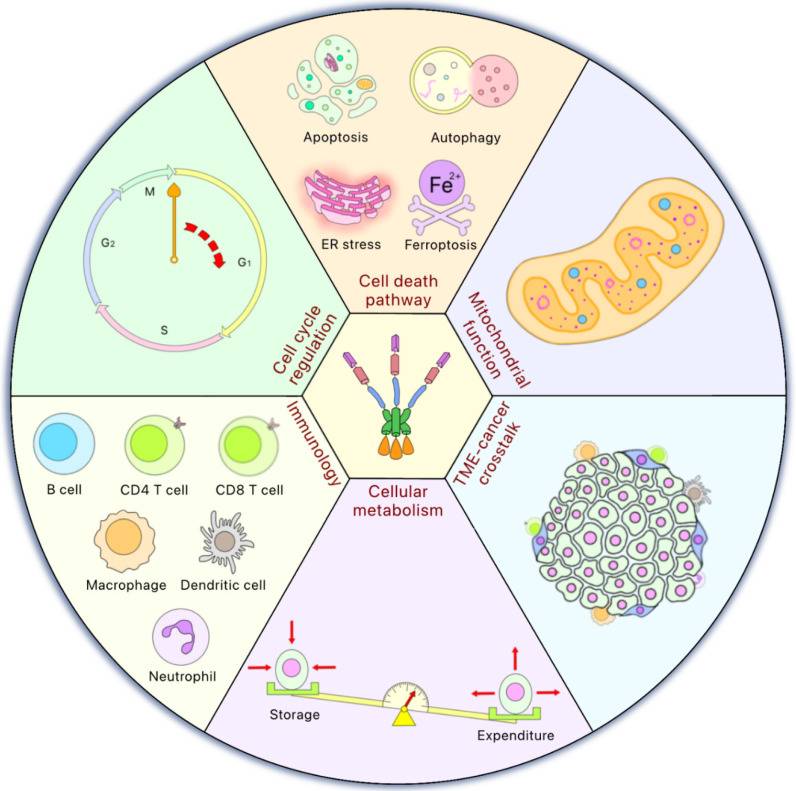 Apoptosis
Autophagy
Fe2+
ER stress
Ferroptosis
Cell death
pathway
Mitochondrial
function
TME-cancer
crosstalk
Cellular
metabolism
Storage
Expenditure
Immunology
B cell
CD4 T cell
CD8 T cell
Macrophage
Dendritic cell
Neutrophil
Cell cycle
regulation
M
G2
G1
S